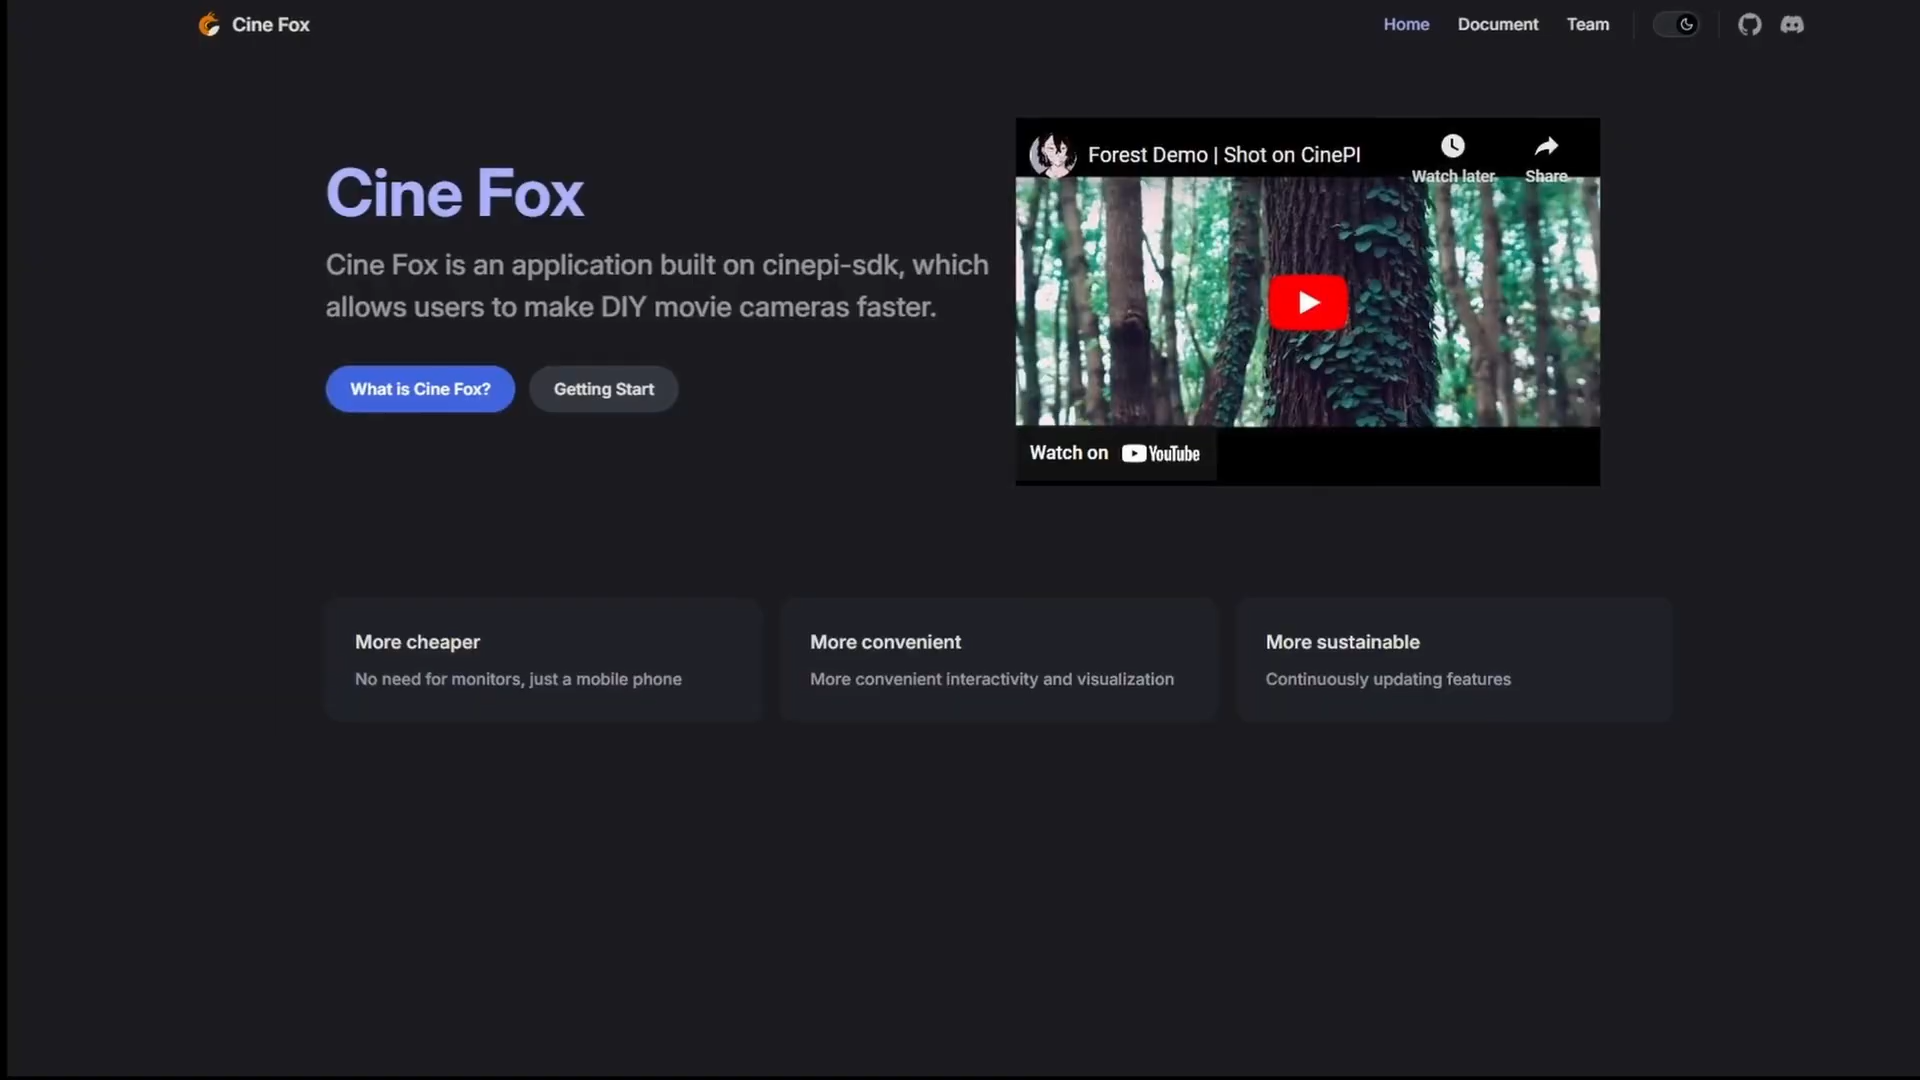 Cine Fox
Home
Document
Team
Cine Fox
Cine Fox is an application built on cinepi-sdk, which
allows users to make DIY movie cameras faster.
What is Cine Fox?
Getting Start
Forest Demo | Shot on CinePI
Watch later
Share
Watch on YouTube
More cheaper
No need for monitors, just a mobile phone
More convenient
More convenient interactivity and visualization
More sustainable
Continuously updating features